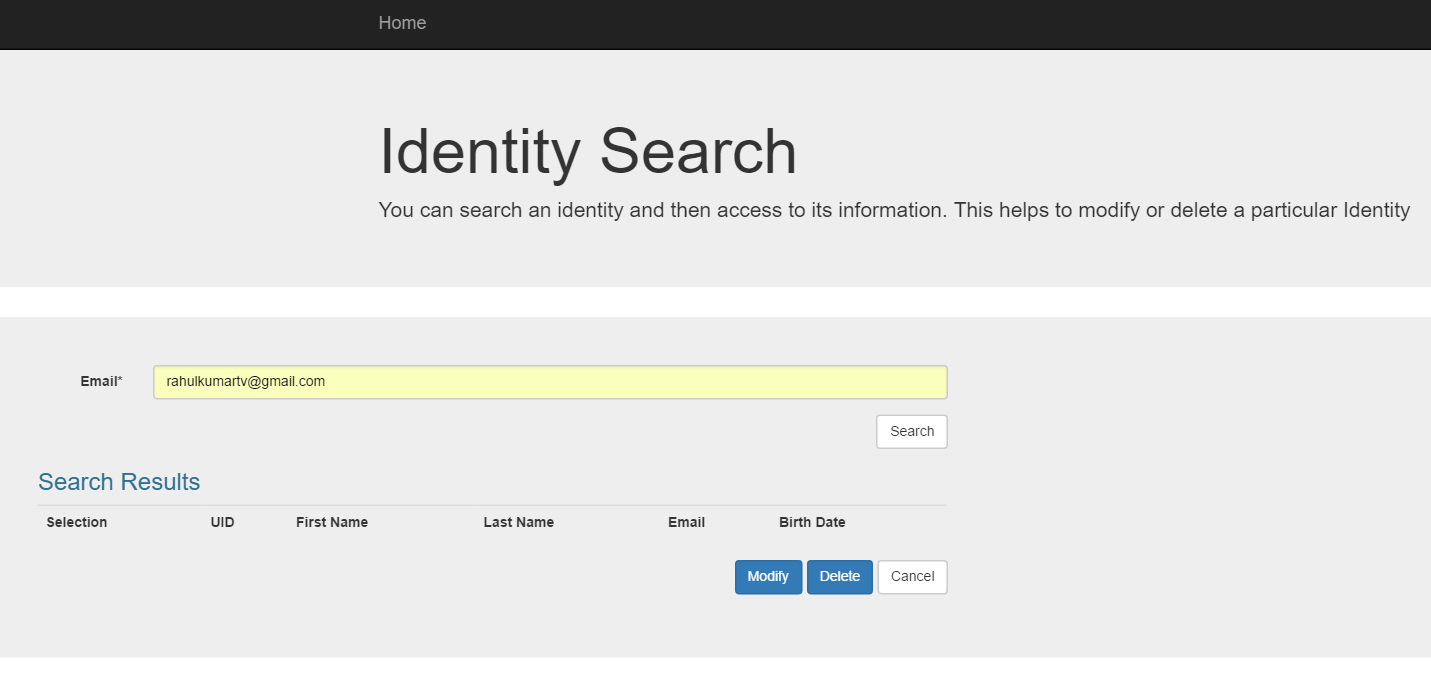 Home
Identity Search
You can search an identity and then access to its information. This helps to modify or delete a particular Identity
Email* rahulkumartv@gmail.com
Search
Search Results
Selection UID First Name Last Name Email Birth Date
Modify Delete Cancel